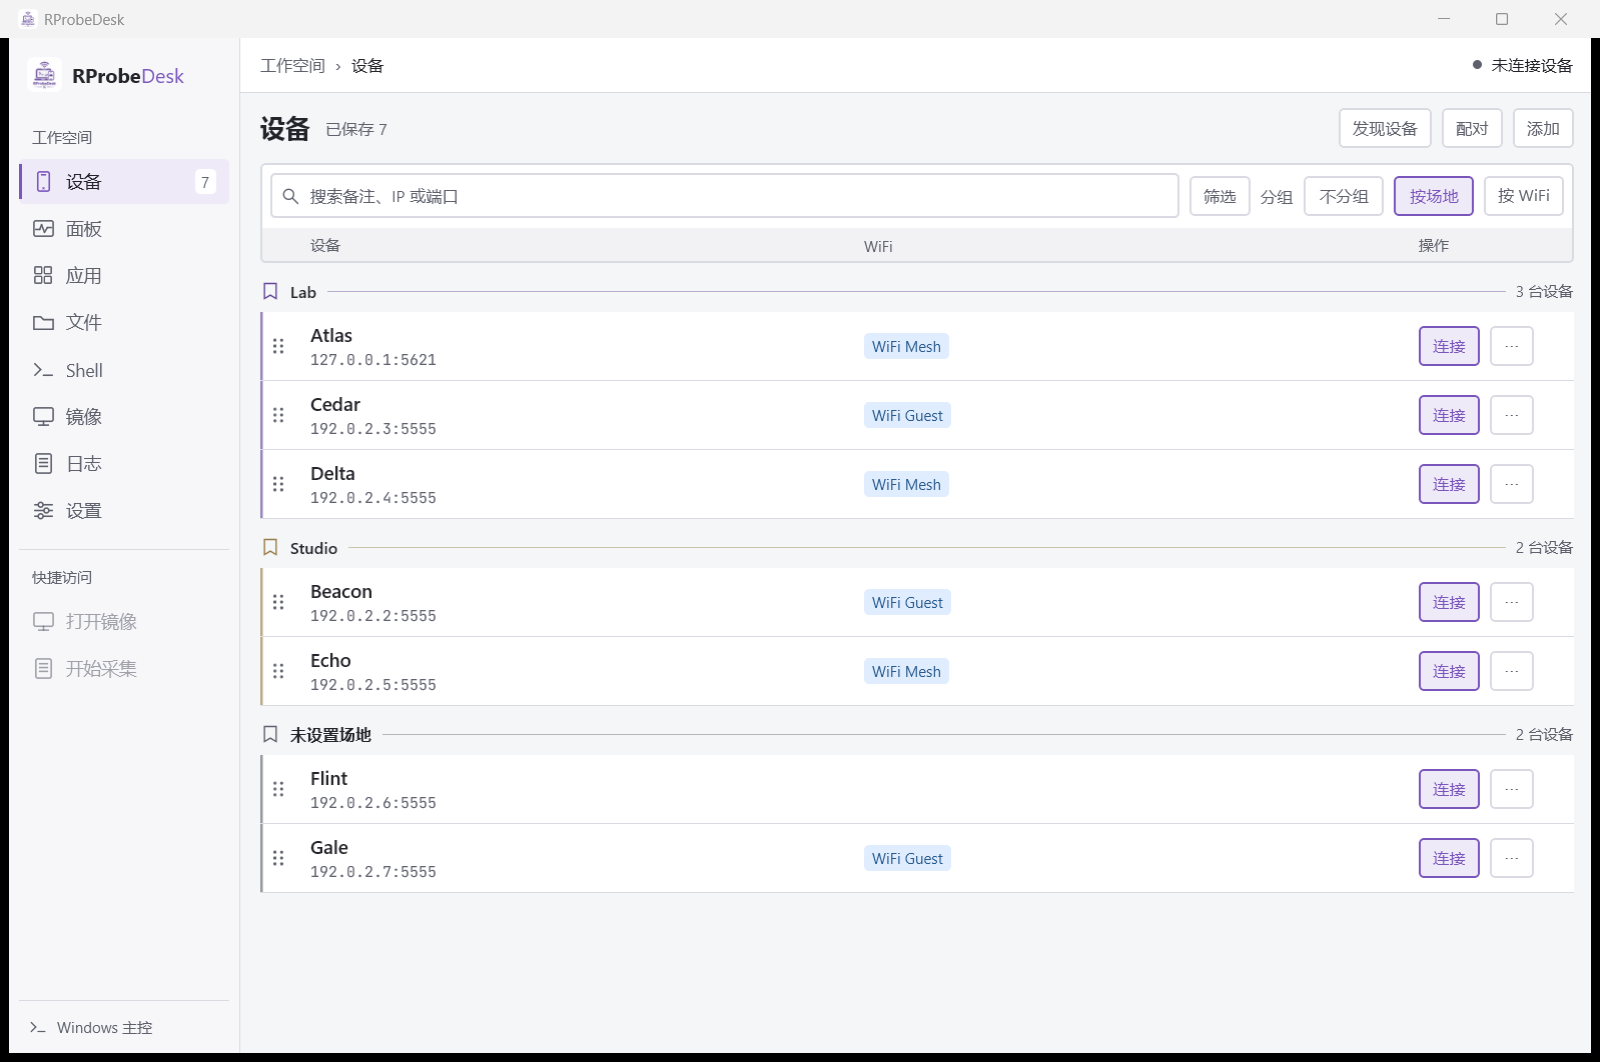 RProbeDesk
RProbeDesk
工作空间
设备 7
面板
应用
文件
Shell
镜像
日志
设置
快捷访问
打开镜像
开始采集
Windows 主控
工作空间 › 设备
未连接设备
设备 已保存 7
发现设备 配对 添加
搜索备注、IP 或端口 筛选 分组 不分组 按场地 按 WiFi
设备 WiFi 操作
Lab 3 台设备
Atlas
127.0.0.1:5621
WiFi Mesh 连接 ...
Cedar
192.0.2.3:5555
WiFi Guest 连接 ...
Delta
192.0.2.4:5555
WiFi Mesh 连接 ...
Studio 2 台设备
Beacon
192.0.2.2:5555
WiFi Guest 连接 ...
Echo
192.0.2.5:5555
WiFi Mesh 连接 ...
未设置场地 2 台设备
Flint
192.0.2.6:5555
连接 ...
Gale
192.0.2.7:5555
WiFi Guest 连接 ...